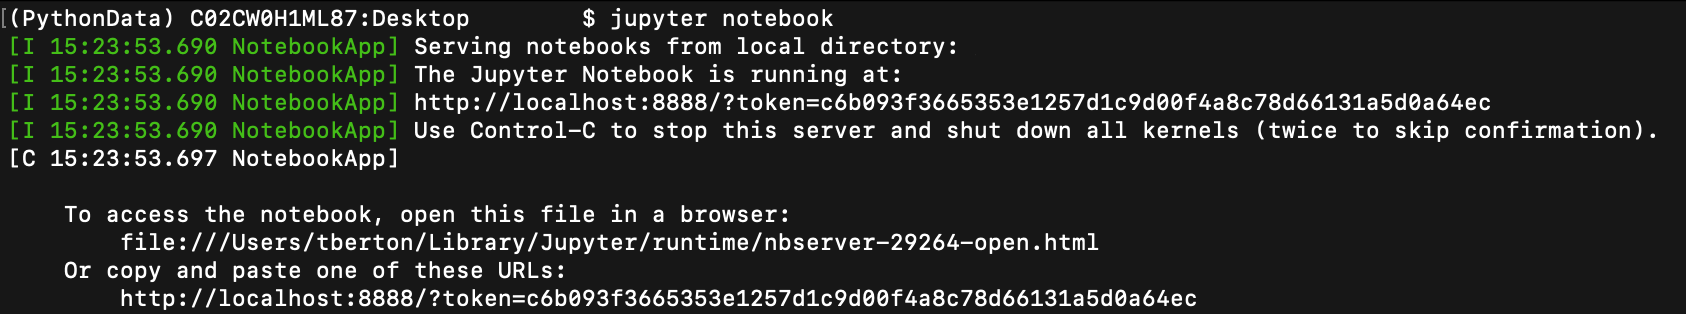 [(PythonData) C02CW0H1ML87:Desktop $ jupyter notebook
[I 15:23:53.690 NotebookApp] Serving notebooks from local directory:
[I 15:23:53.690 NotebookApp] The Jupyter Notebook is running at:
[I 15:23:53.690 NotebookApp] http://localhost:8888/?token=c6b093f3665353e1257d1c9d00f4a8c78d66131a5d0a64ec
[I 15:23:53.690 NotebookApp] Use Control-C to stop this server and shut down all kernels (twice to skip confirmation).
[C 15:23:53.697 NotebookApp]
To access the notebook, open this file in a browser:
file:///Users/tberton/Library/Jupyter/runtime/nbserver-29264-open.html
Or copy and paste one of these URLs:
http://localhost:8888/?token=c6b093f3665353e1257d1c9d00f4a8c78d66131a5d0a64ec